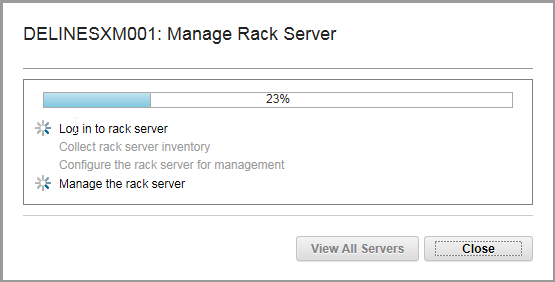 DELINESXM001: Manage Rack Server
23%
Log in to rack server
Collect rack server inventory
Configure the rack server for management
Manage the rack server
View All Servers
Close